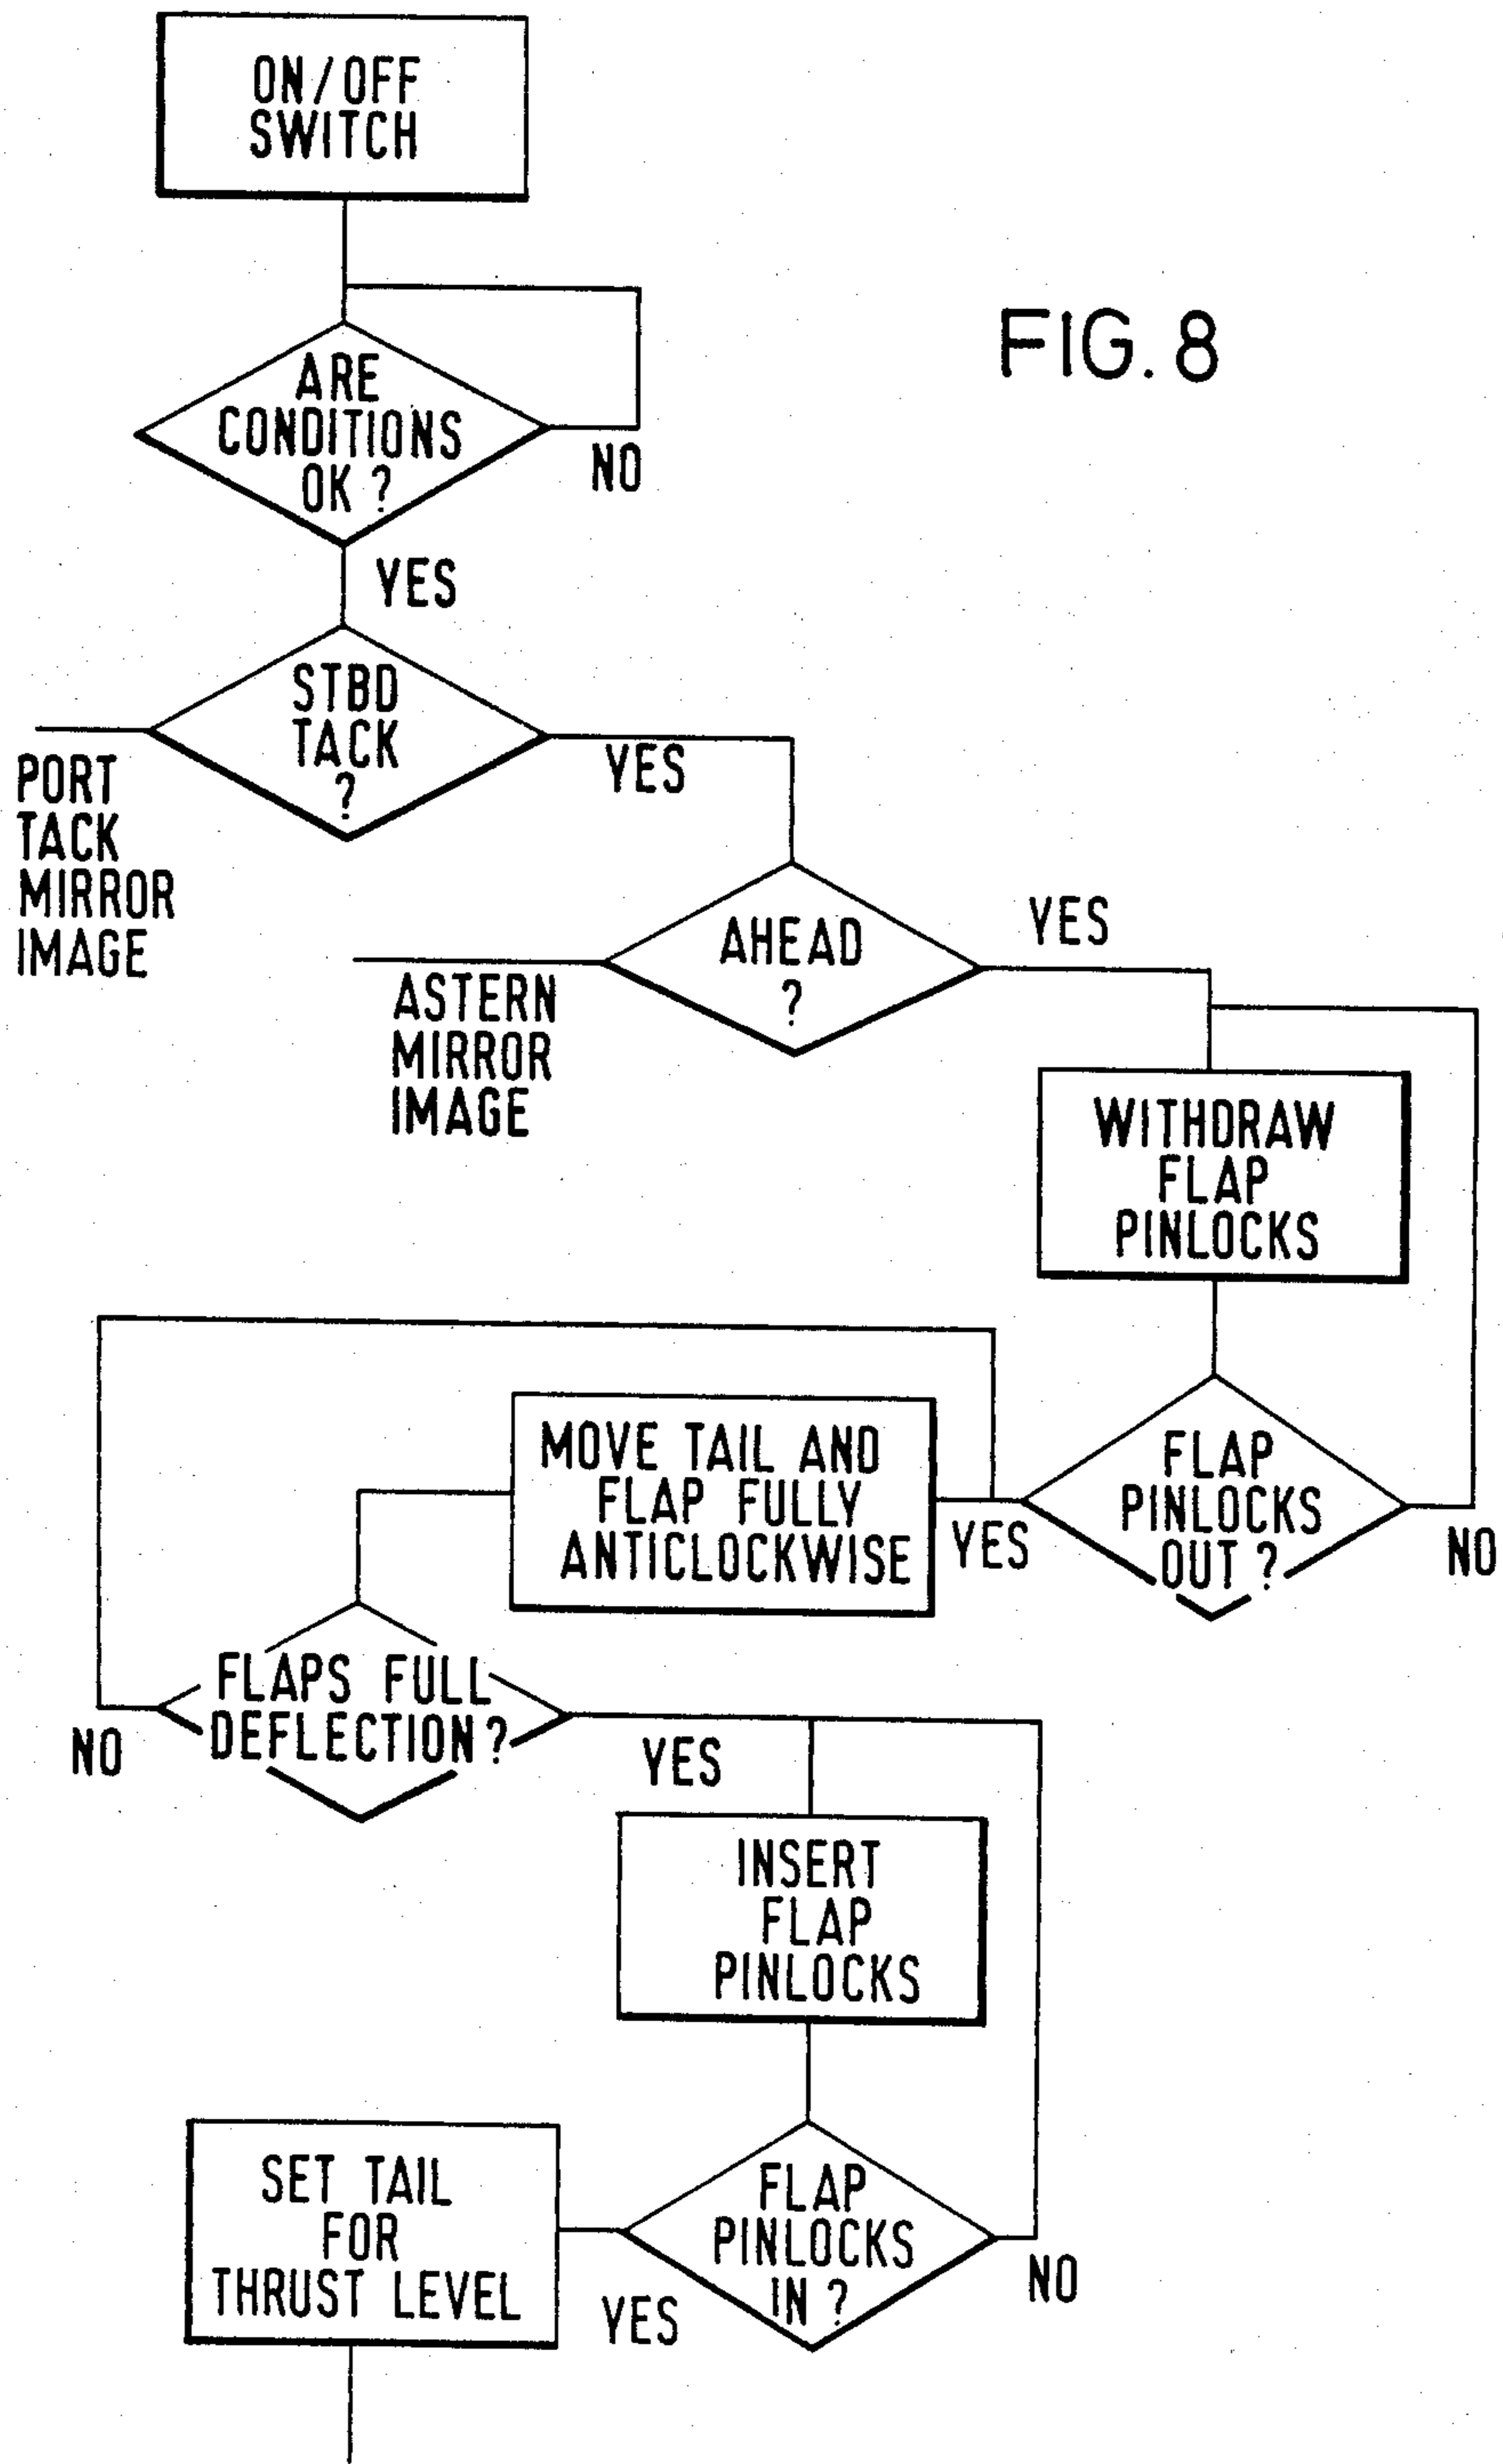 ON/OFF
SWITCH
FIG. 8
ARE
CONDITIONS
OK ?
NO
YES
STBD
TACK
?
YES
PORT
TACK
MIRROR
IMAGE
AHEAD
?
YES
ASTERN
MIRROR
IMAGE
WITHDRAW
FLAP
PINLOCKS
FLAP
PINLOCKS
OUT ?
NO
YES
MOVE TAIL AND
FLAP FULLY
ANTICLOCKWISE
FLAPS FULL
DEFLECTION ?
NO
YES
INSERT
FLAP
PINLOCKS
FLAP
PINLOCKS
IN ?
NO
YES
SET TAIL
FOR
THRUST LEVEL